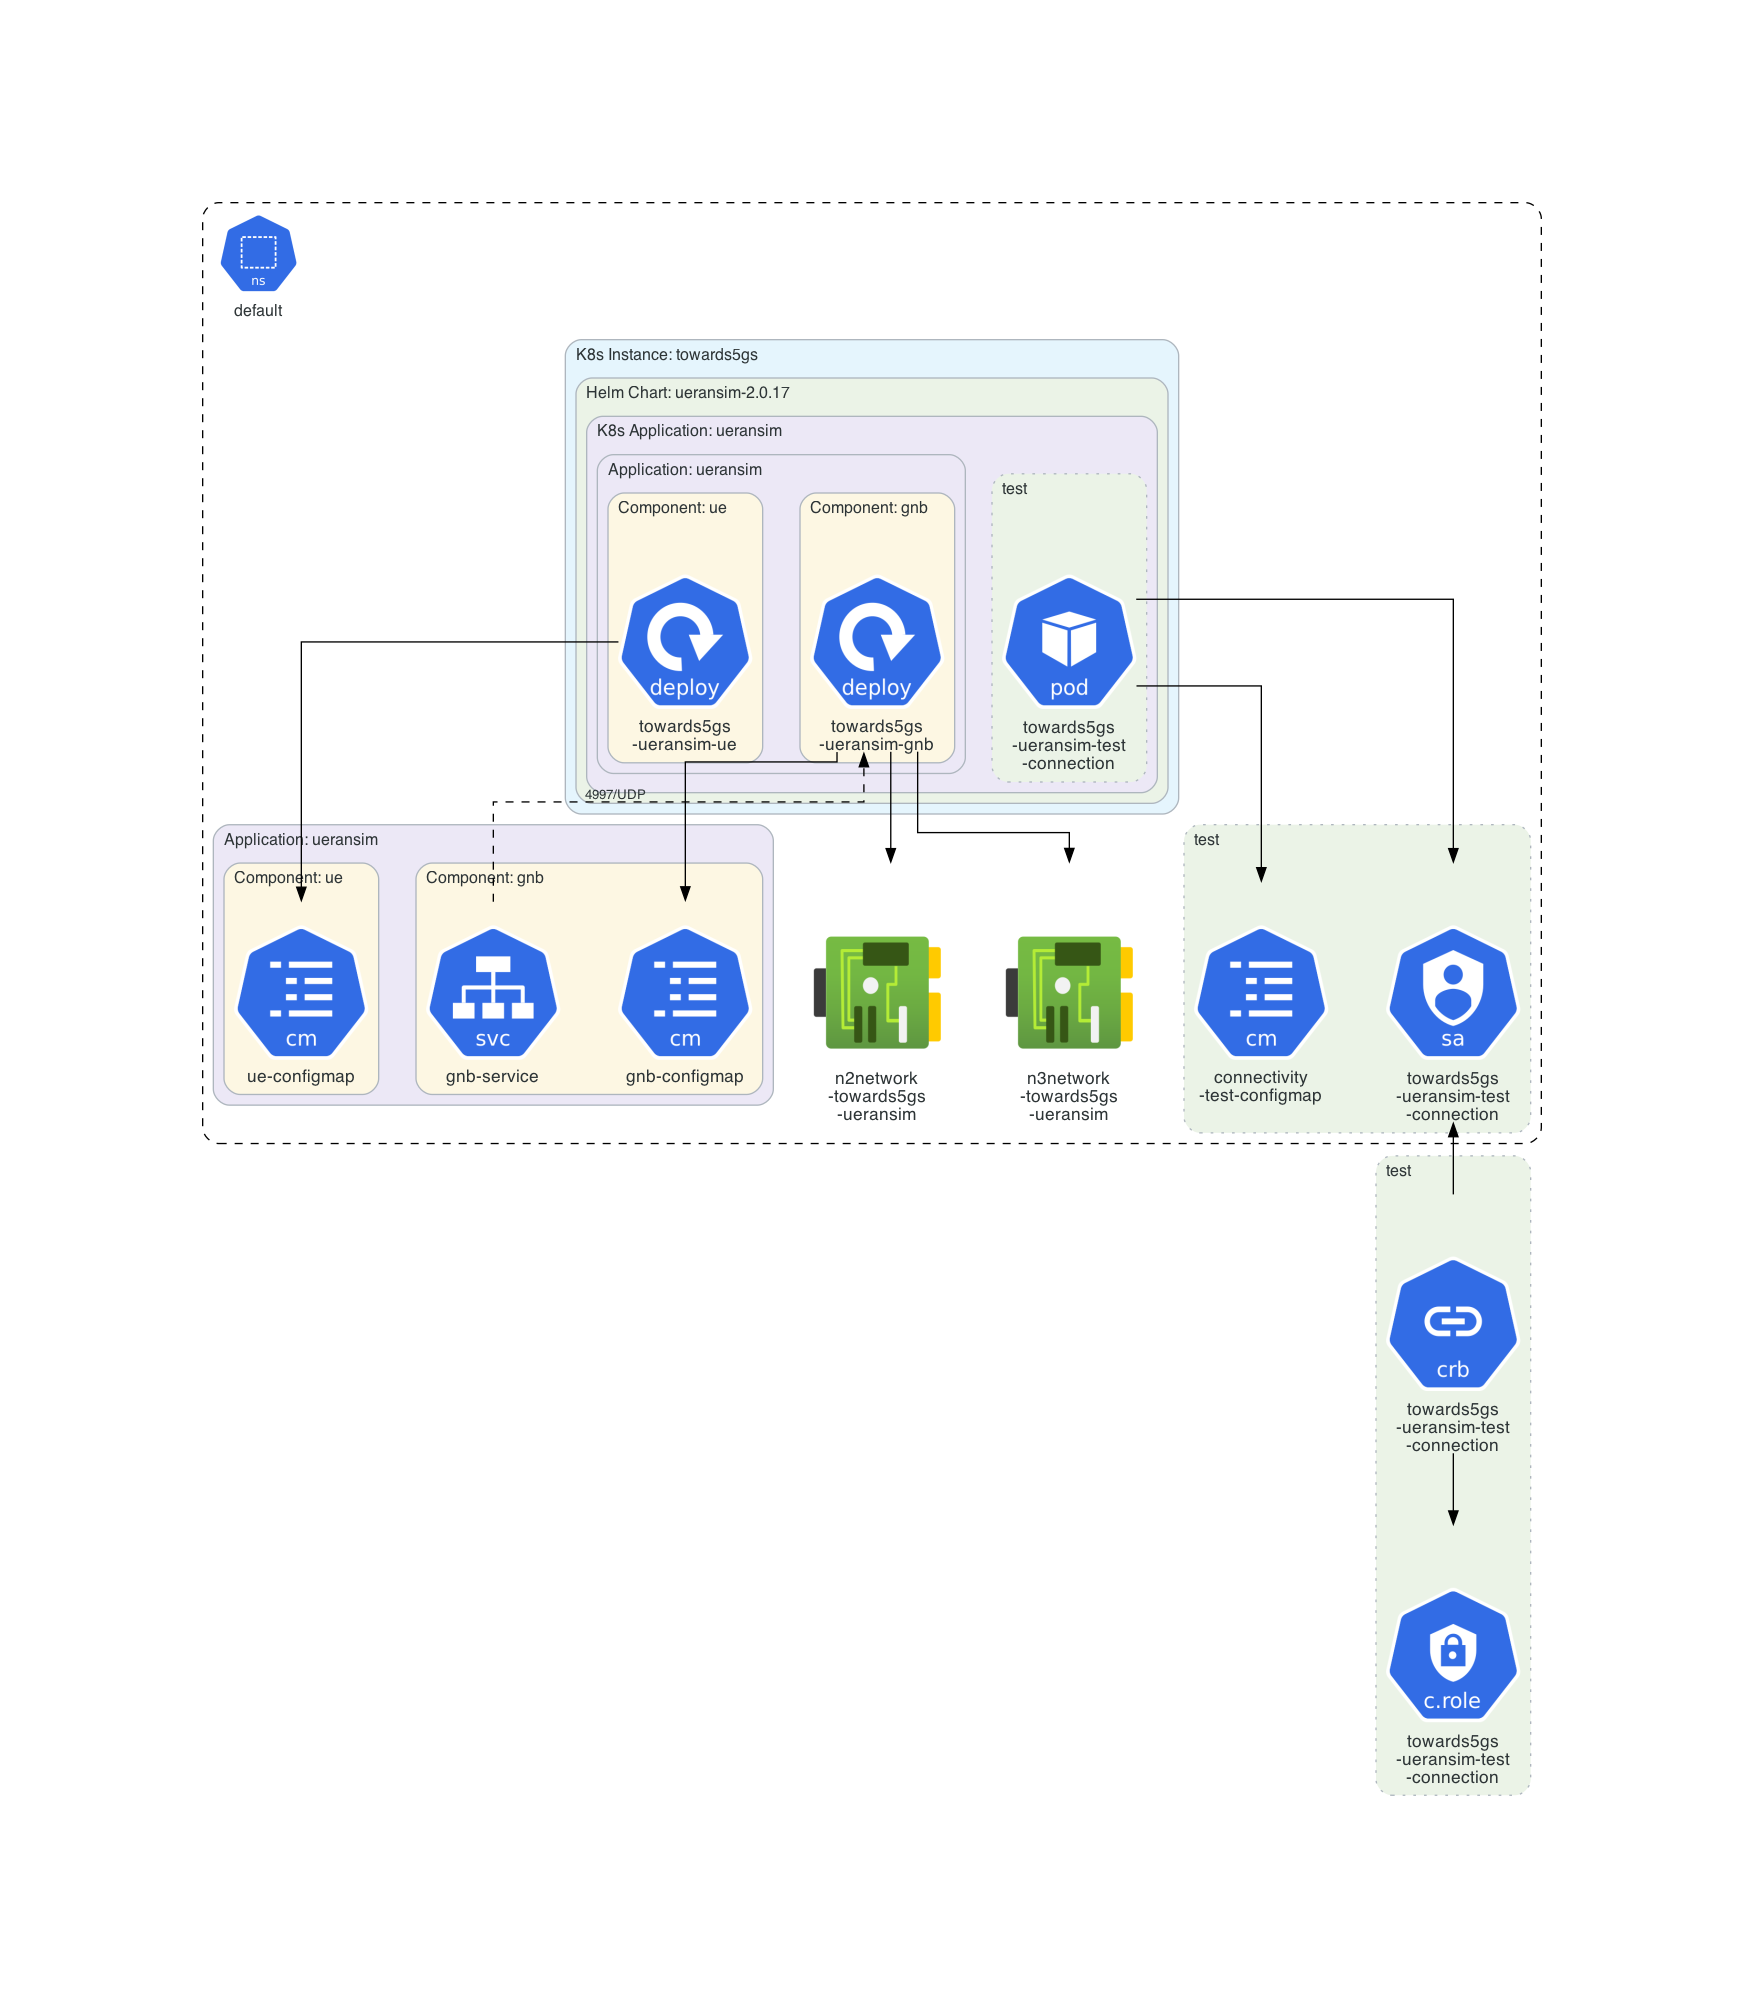 ns
default
K8s Instance: towards5gs
Helm Chart: ueransim-2.0.17
K8s Application: ueransim
Application: ueransim
Component: ue
deploy
towards5gs
-ueransim-ue
Component: gnb
deploy
towards5gs
-ueransim-gnb
test
pod
towards5gs
-ueransim-test
-connection
4997/UDP
Application: ueransim
Component: ue
cm
ue-configmap
Component: gnb
svc
gnb-service
cm
gnb-configmap
n2network
-towards5gs
-ueransim
n3network
-towards5gs
-ueransim
test
cm
connectivity
-test-configmap
sa
towards5gs
-ueransim-test
-connection
test
crb
towards5gs
-ueransim-test
-connection
c.role
towards5gs
-ueransim-test
-connection